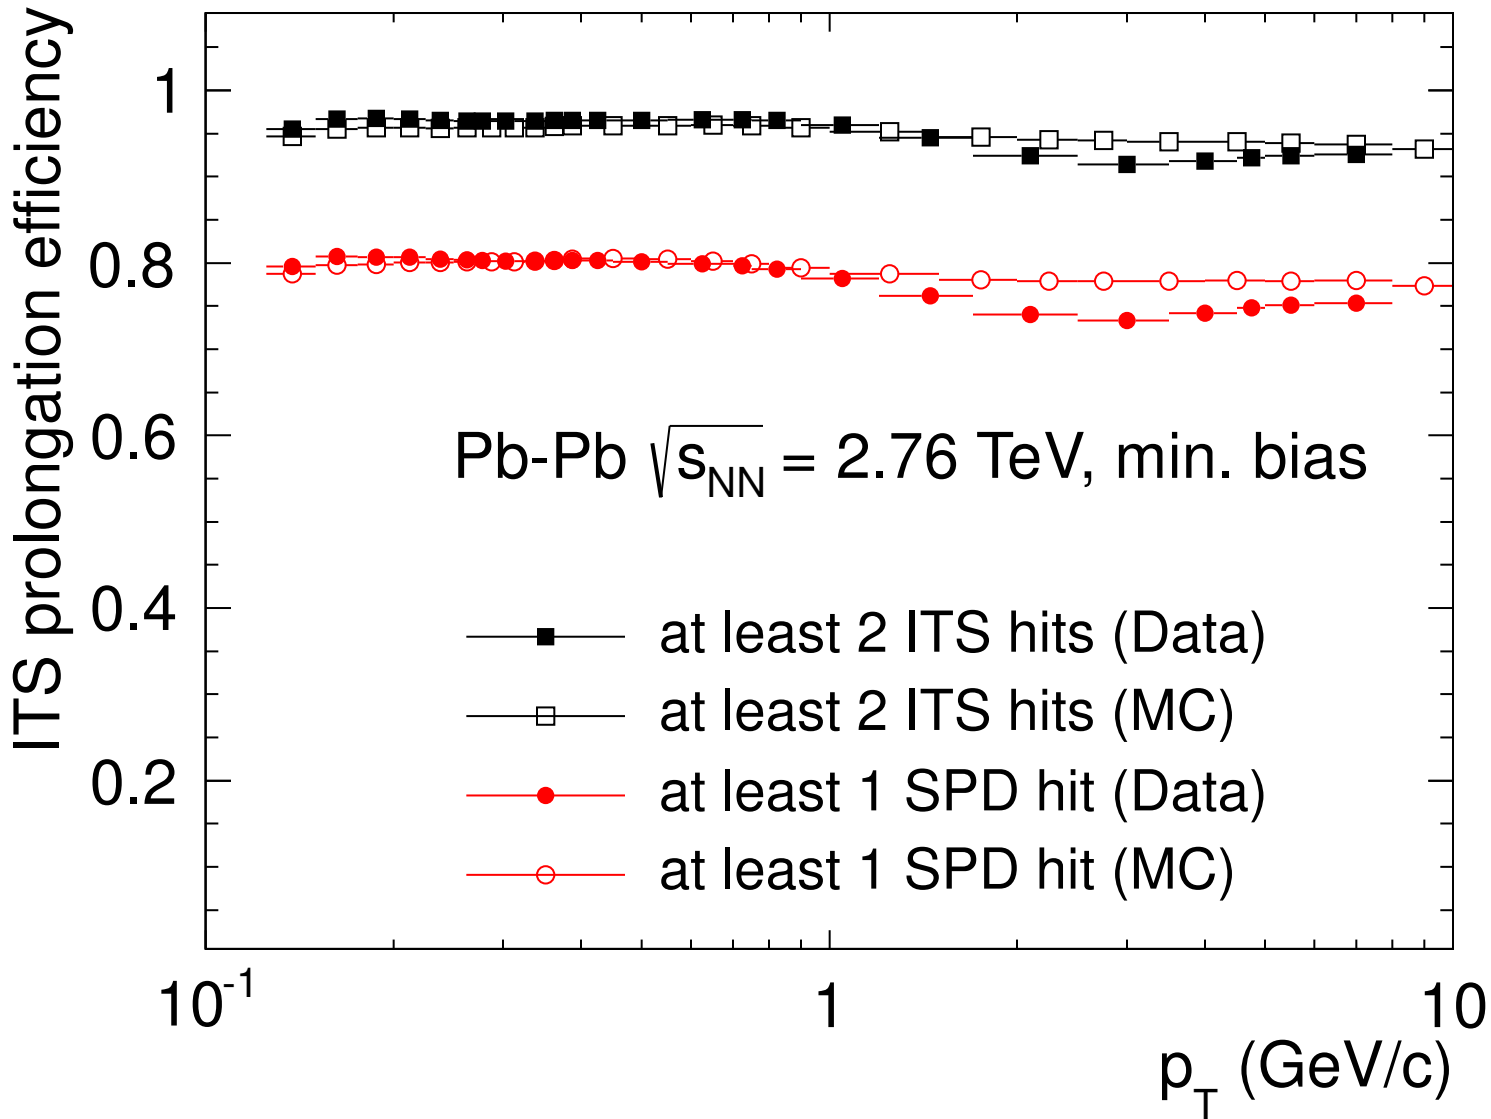 ITS prolongation efficiency
1
0.8
0.6
0.4
0.2
Pb-Pb √sNN = 2.76 TeV, min. bias
at least 2 ITS hits (Data)
at least 2 ITS hits (MC)
at least 1 SPD hit (Data)
at least 1 SPD hit (MC)
10-1 1 10
pT (GeV/c)